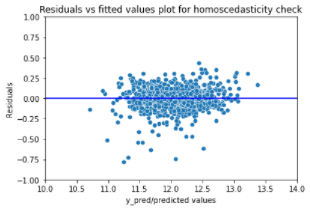 Residuals vs fitted values plot for homoscedasticity check
1.00
0.75
0.50
0.25
0.00
−0.25
−0.50
−0.75
−1.00
Residuals
10.0 10.5 11.0 11.5 12.0 12.5 13.0 13.5 14.0
y_pred/predicted values